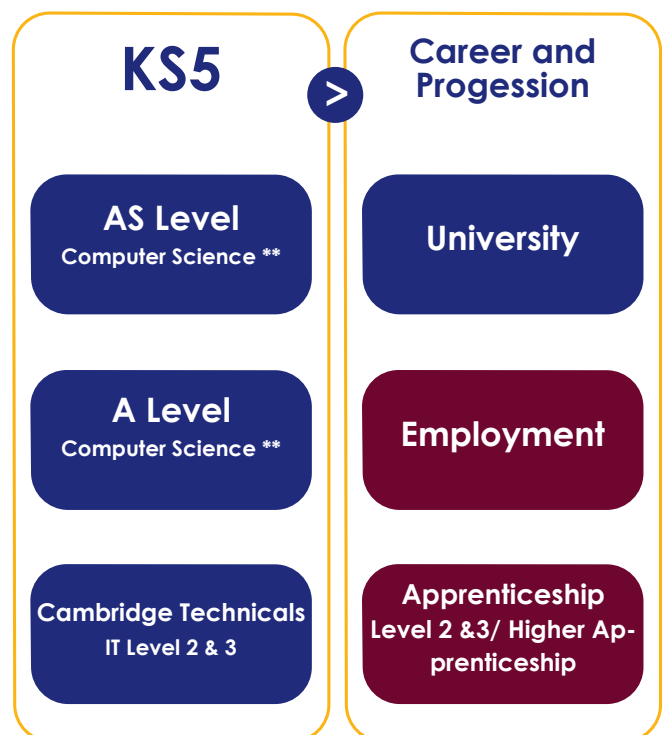 KS5
AS Level
Computer Science **
A Level
Computer Science **
Cambridge Technicals
IT Level 2 & 3
>
Career and
Progession
University
Employment
Apprenticeship
Level 2 &3/ Higher Ap-
prenticeship